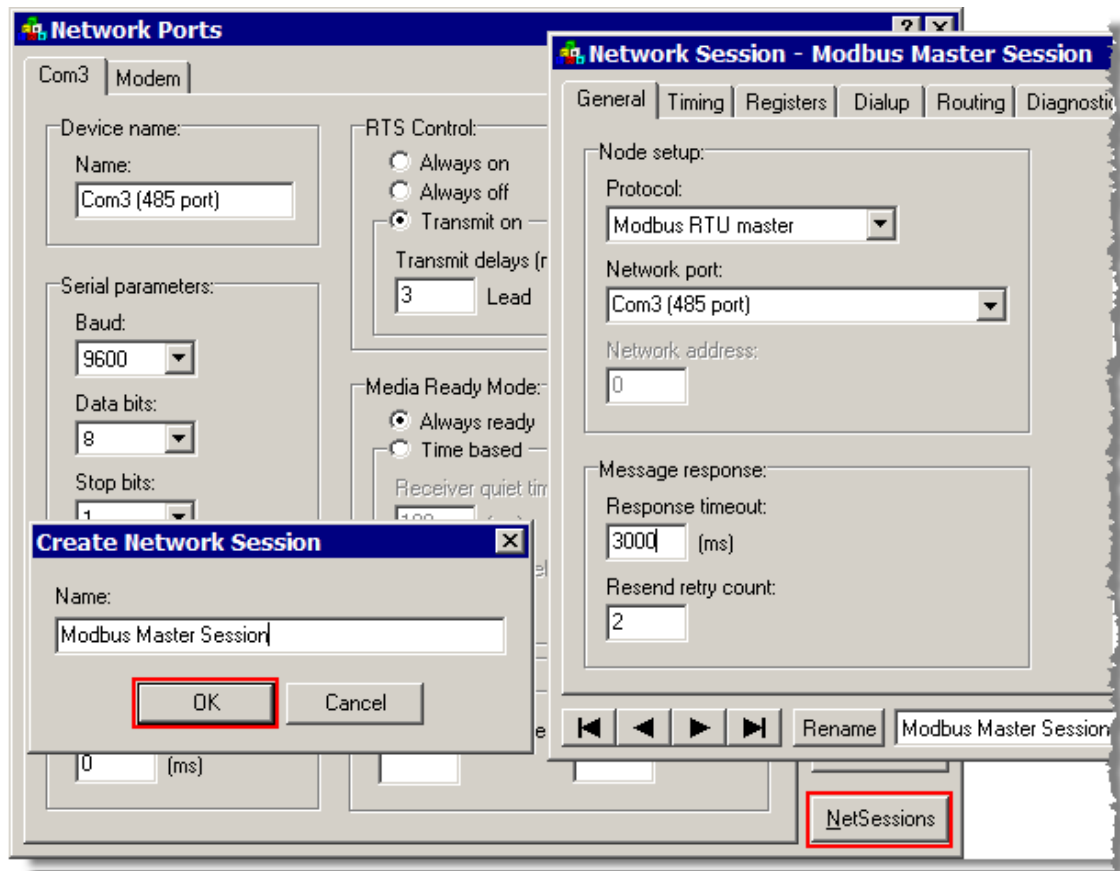 Network Ports
Com3
Modem
Device name:
Name:
Com3 (485 port)
Serial parameters:
Baud:
9600
Data bits:
8
Stop bits:
1
0
(ms)
RTS Control:
Always on
Always off
Transmit on
Transmit delays
3
Lead
Media Ready Mode:
Always ready
Time based
Receiver quiet
NetSessions
Create Network Session
Name:
Modbus Master Session
OK
Cancel
Network Session - Modbus Master Session
General
Timing
Registers
Dialup
Routing
Node setup:
Protocol:
Modbus RTU master
Network port:
Com3 (485 port)
Network address:
0
Message response:
Response timeout:
3000
(ms)
Resend retry count:
2
Rename
Modbus Master Session